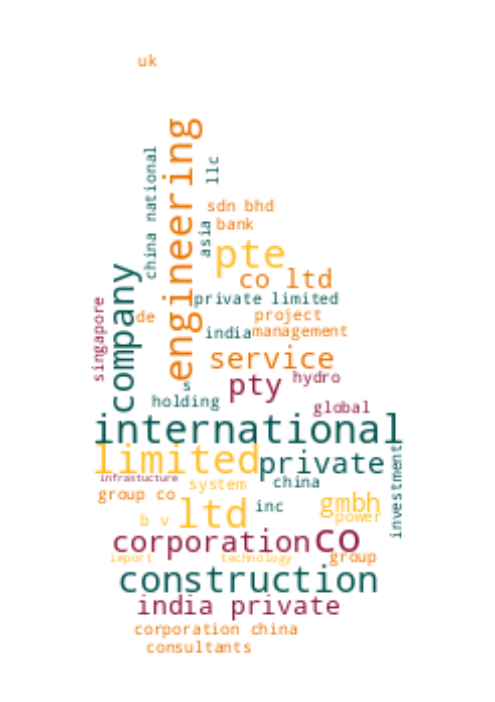 uk
engineering
china national
llc
sdn bhd
bank
asia
pte
co ltd
company
private limited
singapore
de
project
india
management
service
s
pty
hydro
holding
global
international
limited
private
investment
infrastucture
system
china
group co
ltd
inc
gmbh
b v
power
corporation
co
import
technology
group
construction
india private
corporation china
consultants